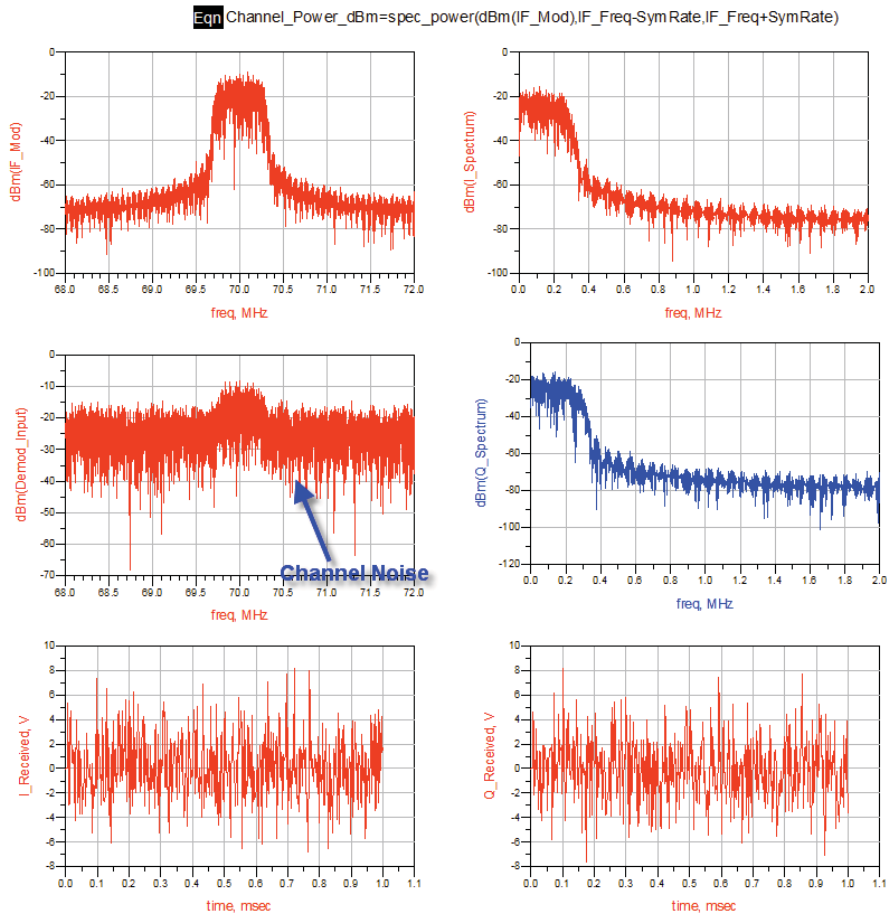 Eqn Channel_Power_dBm=spec_power(dBm(IF_Mod),IF_Freq-SymRate,IF_Freq+SymRate)
dBm(IF_Mod)
0
-20
-40
-60
-80
-100
68.0 68.5 69.0 69.5 70.0 70.5 71.0 71.5 72.0
freq, MHz
dBm(I_Spectrum)
0
-20
-40
-60
-80
-100
0.0 0.4 0.8 1.2 1.6 2.0
freq, MHz
dBm(Demod_Input)
0
-10
-20
-30
-40
-50
-60
-70
Channel Noise
68.0 68.5 69.0 69.5 70.0 70.5 71.0 71.5 72.0
freq, MHz
dBm(Q_Spectrum)
0
-20
-40
-60
-80
-100
-120
0.0 0.2 0.4 0.6 0.8 1.0 1.2 1.4 1.6 1.8 2.0
freq, MHz
I_Received, V
10
8
6
4
2
0
-2
-4
-6
-8
0.0 0.1 0.2 0.3 0.4 0.5 0.6 0.7 0.8 0.9 1.0 1.1
time, msec
Q_Received, V
10
8
6
4
2
0
-2
-4
-6
-8
0.0 0.1 0.2 0.3 0.4 0.5 0.6 0.7 0.8 0.9 1.0 1.1
time, msec